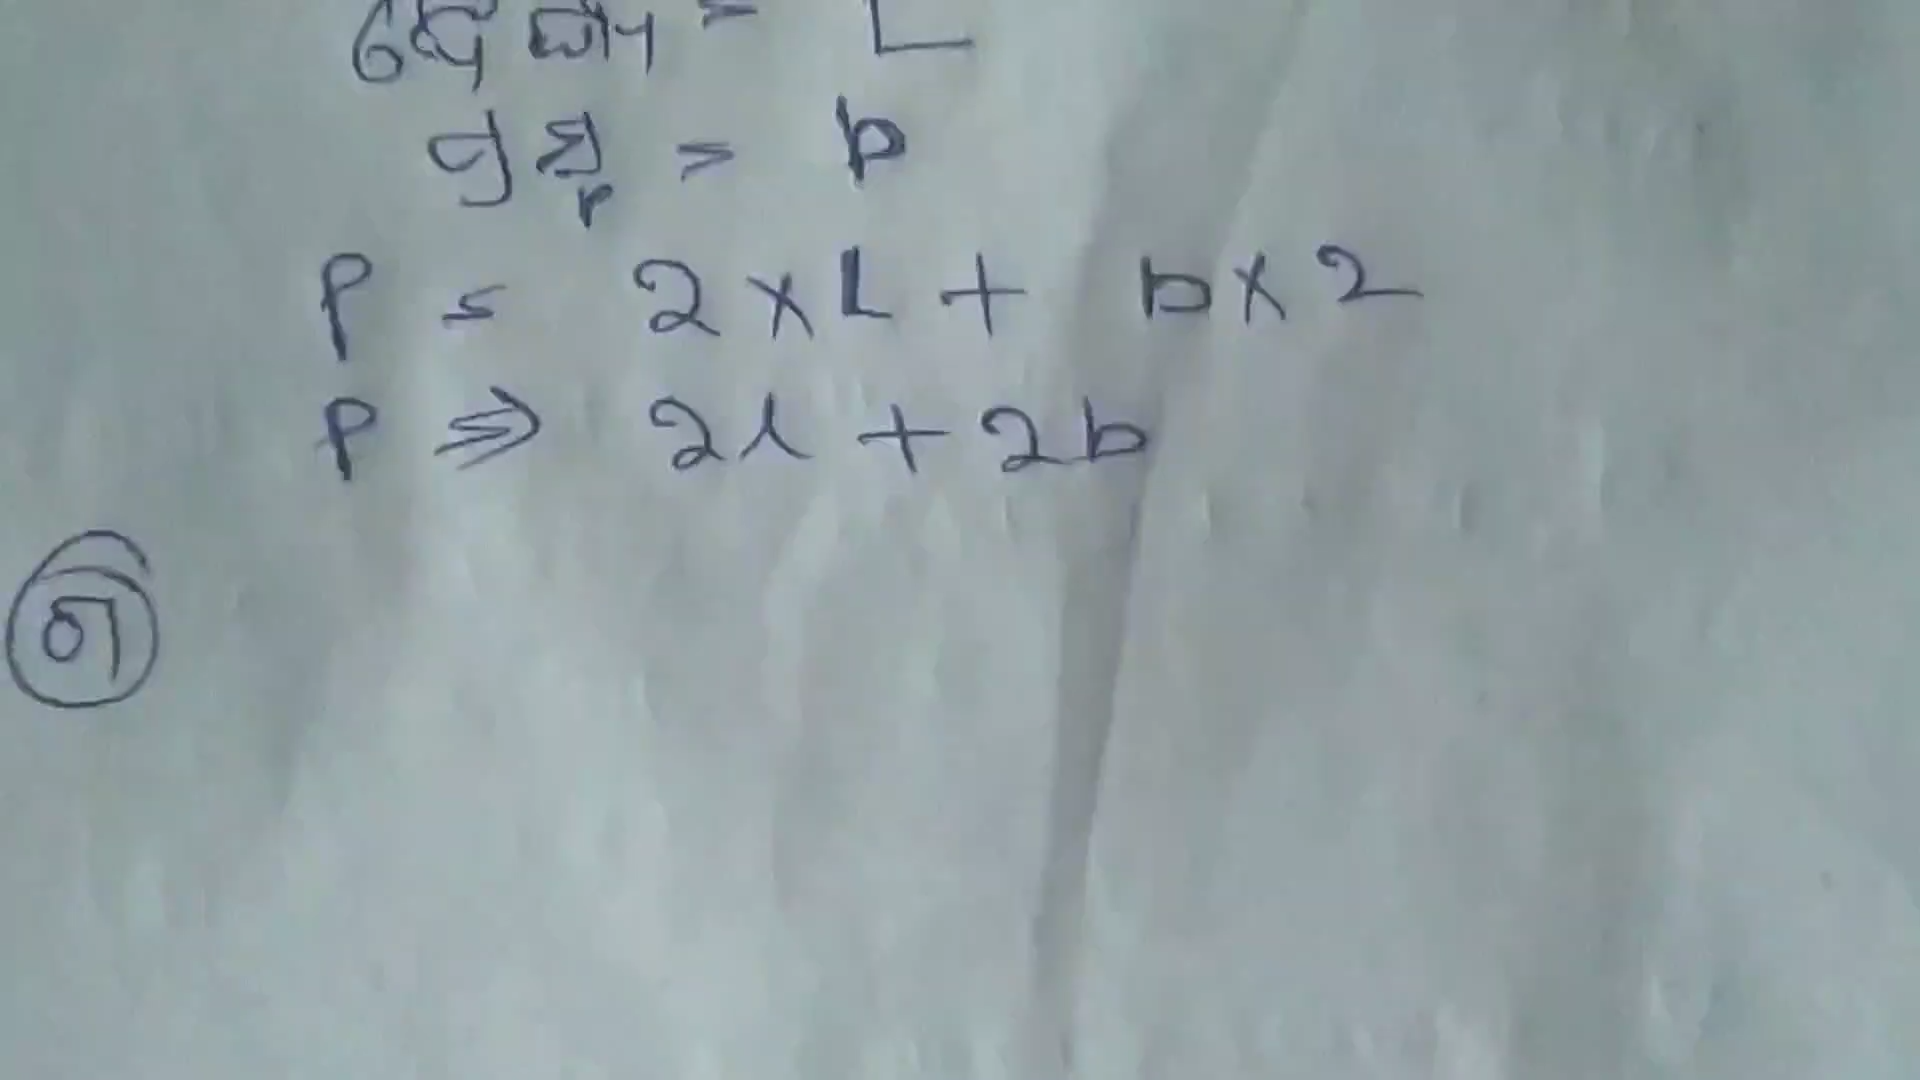 ଦୈର୍ଘ୍ୟ = L
ପ୍ରସ୍ଥ = b
P = 2 × L + b × 2
P ⇒ 2l + 2b